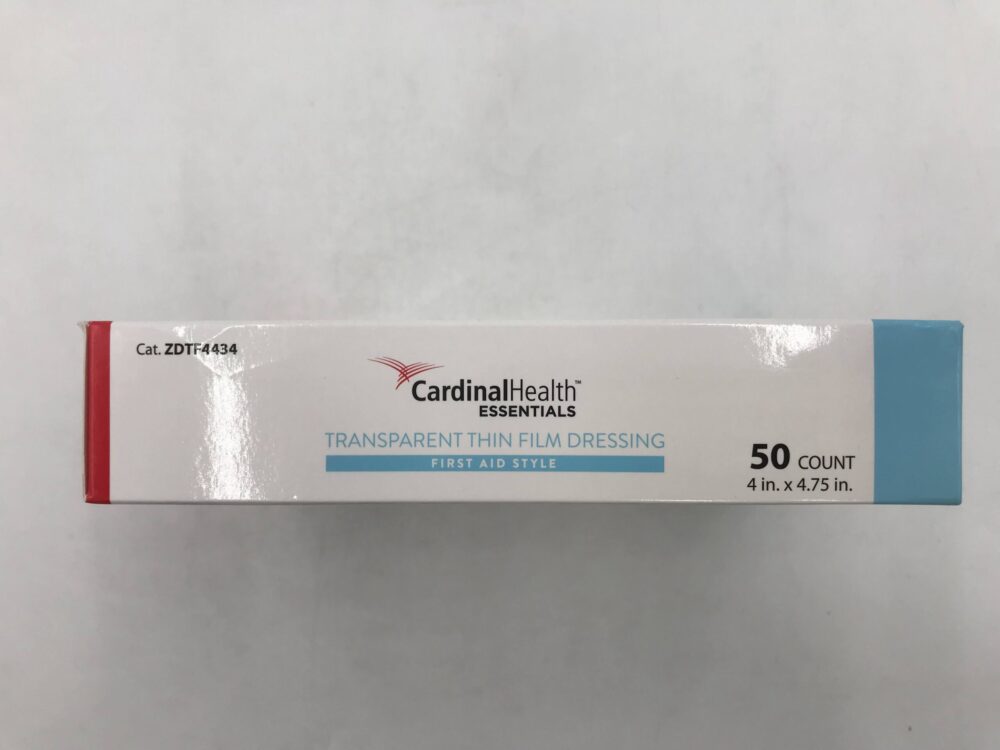 Cat. ZDTF4434
CardinalHealth™
ESSENTIALS
TRANSPARENT THIN FILM DRESSING
FIRST AID STYLE
50 COUNT
4 in. x 4.75 in.